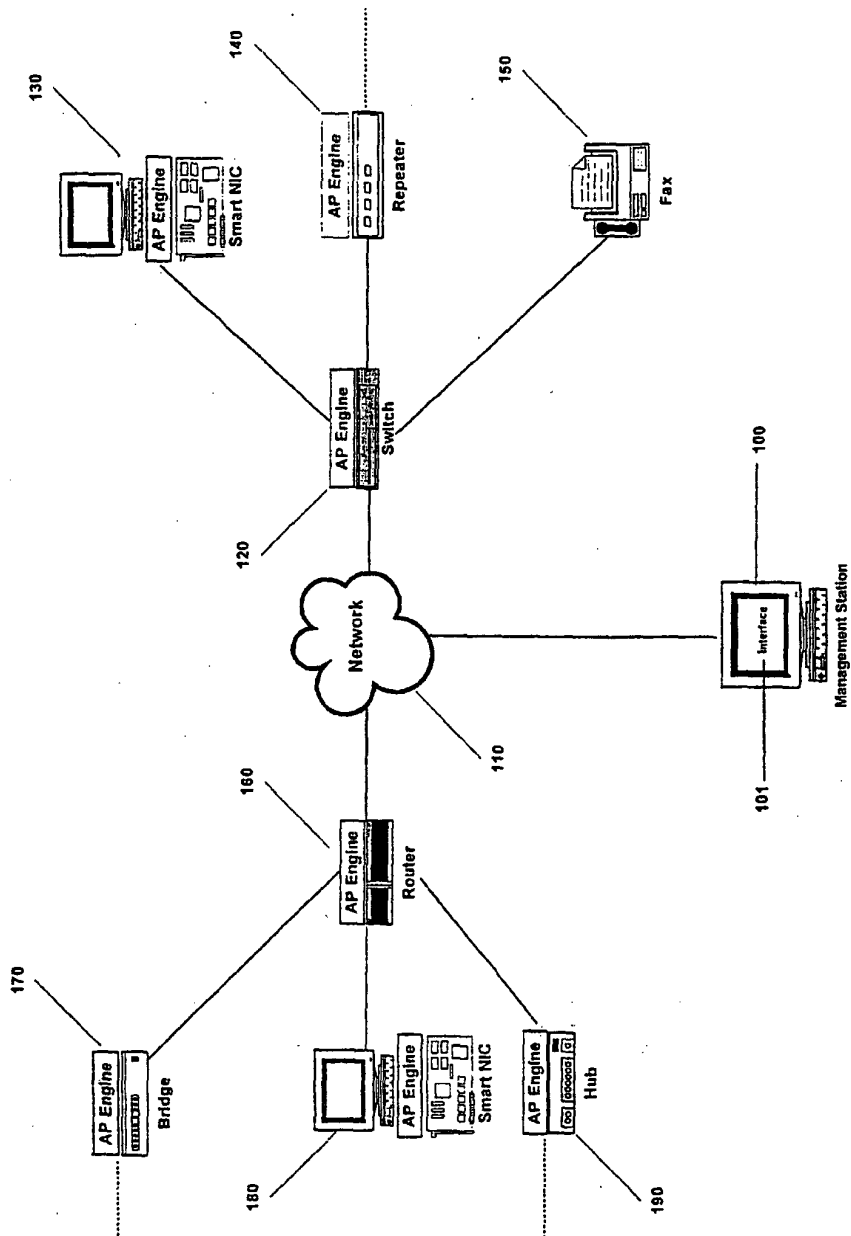 130
AP Engine
Smart NIC
140
AP Engine
Repeater
150
Fax
120
AP Engine
Switch
Network
110
100
Interface
101
Management Station
160
AP Engine
Router
170
AP Engine
Bridge
180
AP Engine
Smart NIC
190
AP Engine
Hub